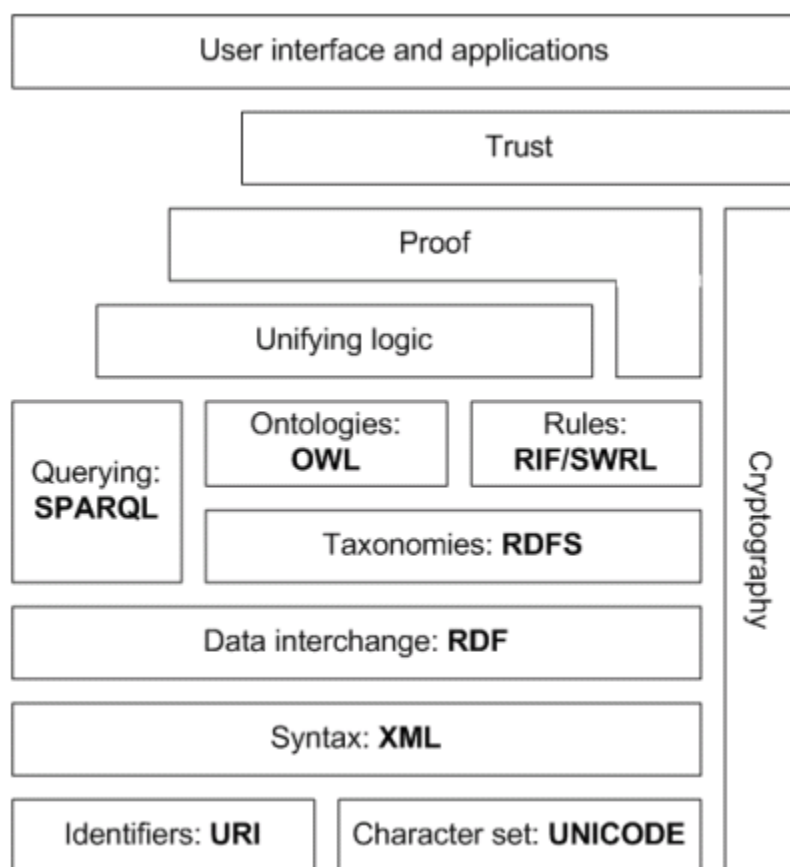 User interface and applications
Trust
Proof
Unifying logic
Querying:
SPARQL
Ontologies:
OWL
Rules:
RIF/SWRL
Taxonomies: RDFS
Data interchange: RDF
Syntax: XML
Identifiers: URI
Character set: UNICODE
Cryptography